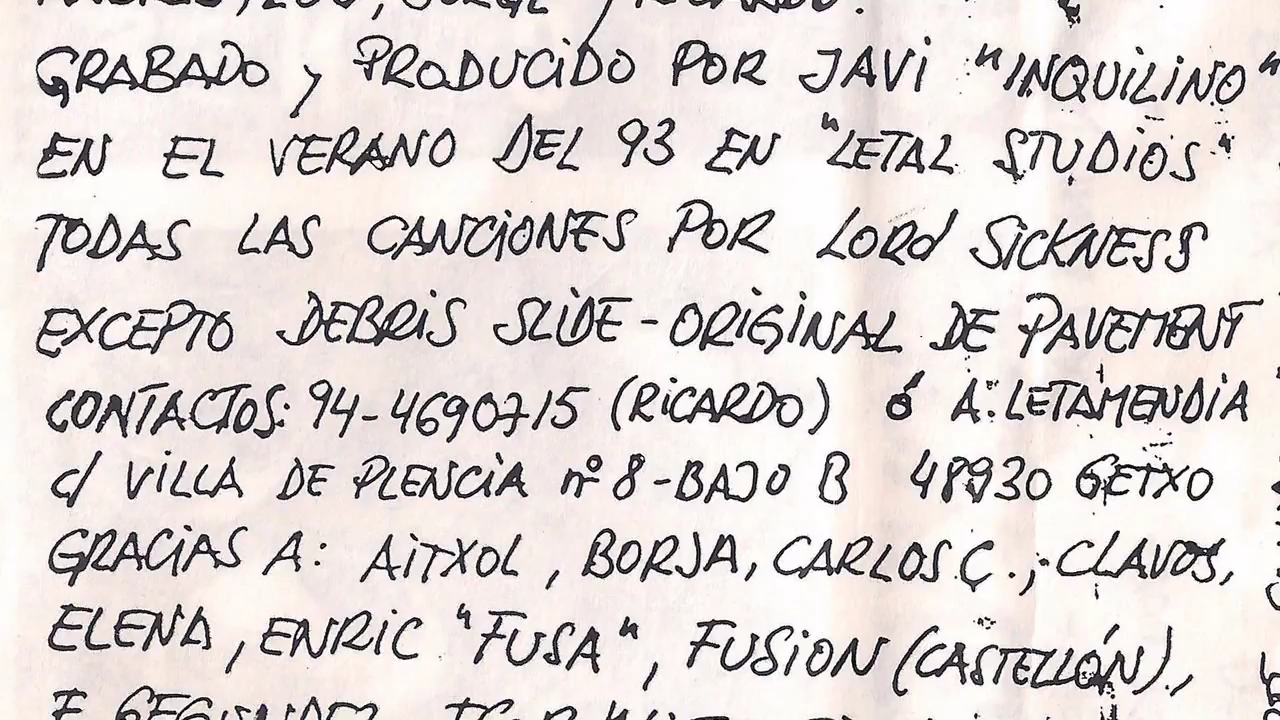 GRABADO y PRODUCIDO POR JAVI "INQUILINO"
EN EL VERANO DEL 93 EN "LETAL STUDIOS"
TODAS LAS CANCIONES POR LORD SICKNESS
EXCEPTO DEBRIS SLIDE-ORIGINAL DE PAVEMENT
CONTACTOS: 94-4690715 (RICARDO) ó A. LETAMENDIA
c/ VILLA DE PLENCIA nº 8-BAJO B 48930 GETXO
GRACIAS A: AITXOL, BORJA, CARLOS C., CLAVOS,
ELENA, ENRIC "FUSA", FUSION (CASTELLÓN),